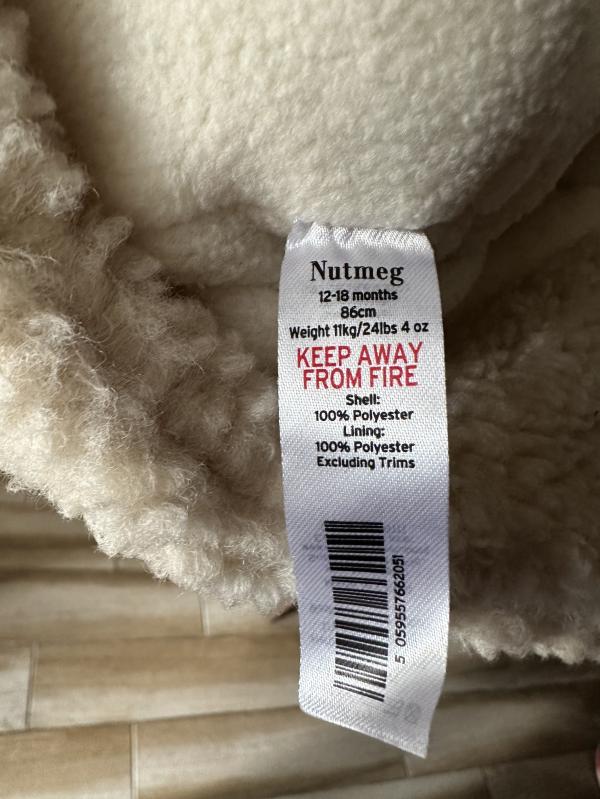 Nutmeg
12-18 months
86cm
Weight 11kg/24lbs 4 oz
KEEP AWAY
FROM FIRE
Shell:
100% Polyester
Lining:
100% Polyester
Excluding Trims
5 059557662051